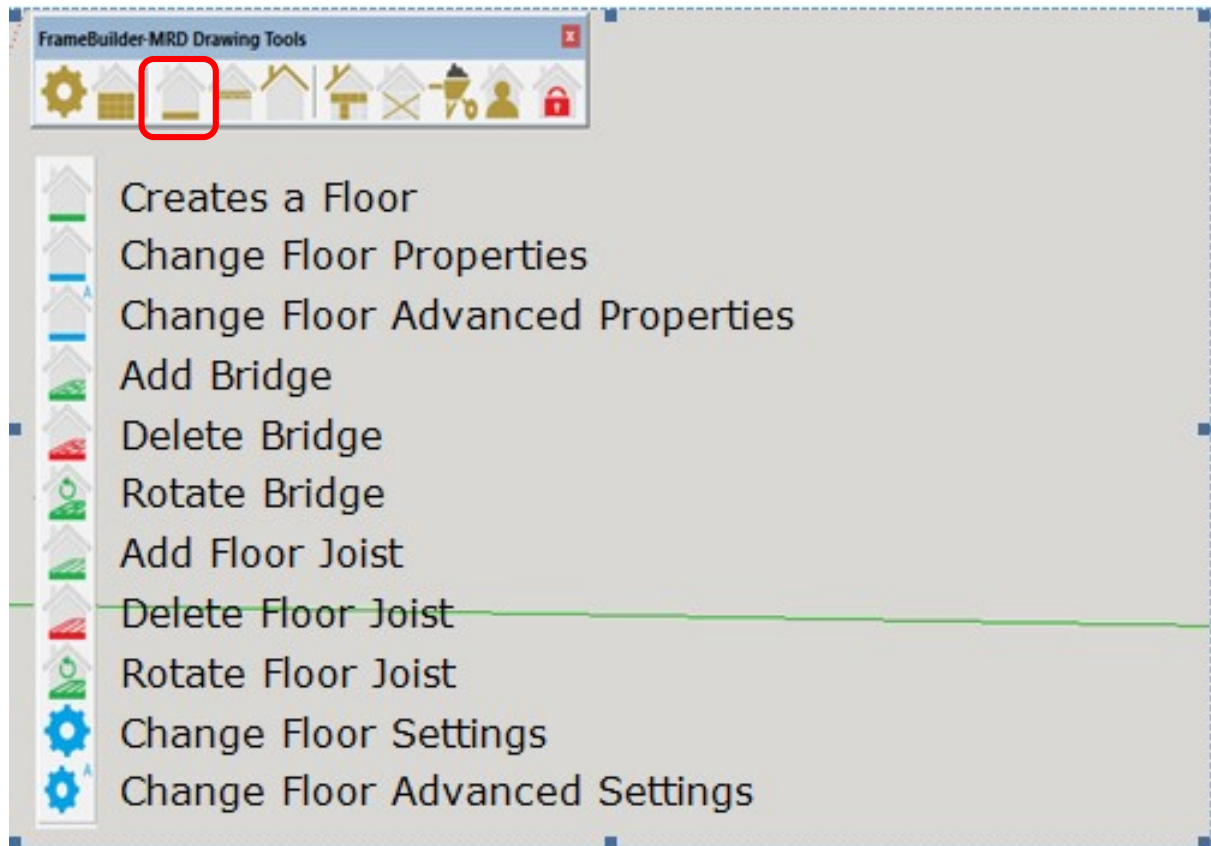 FrameBuilder-MRD Drawing Tools
Creates a Floor
Change Floor Properties
A
Change Floor Advanced Properties
Add Bridge
Delete Bridge
Rotate Bridge
Add Floor Joist
Delete Floor Joist
Rotate Floor Joist
Change Floor Settings
A
Change Floor Advanced Settings